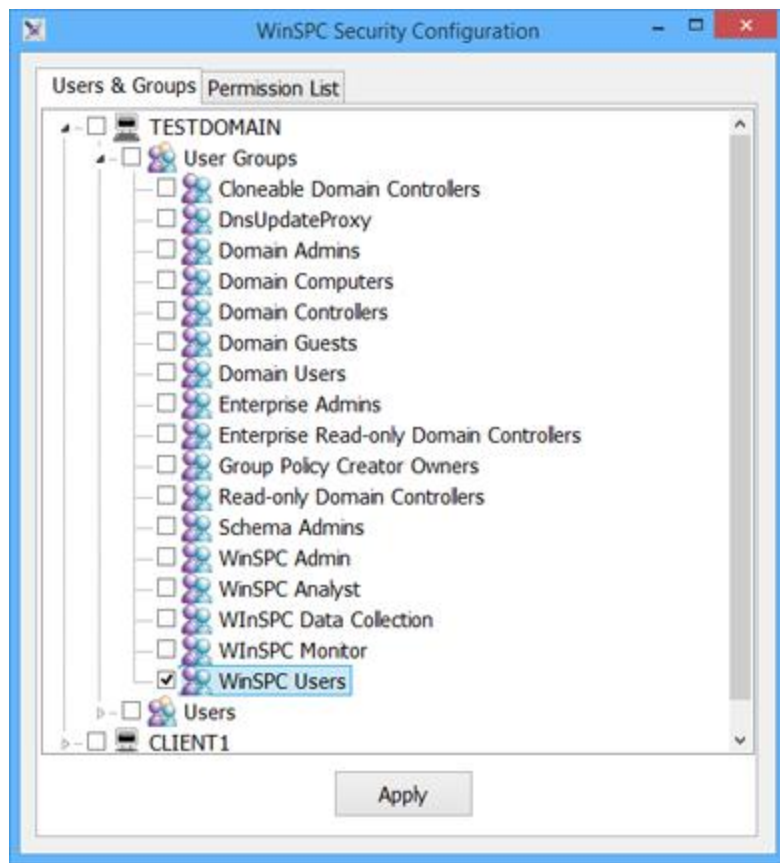 WinSPC Security Configuration
Users & Groups Permission List
TESTDOMAIN
User Groups
Cloneable Domain Controllers
DnsUpdateProxy
Domain Admins
Domain Computers
Domain Controllers
Domain Guests
Domain Users
Enterprise Admins
Enterprise Read-only Domain Controllers
Group Policy Creator Owners
Read-only Domain Controllers
Schema Admins
WinSPC Admin
WinSPC Analyst
WInSPC Data Collection
WInSPC Monitor
WinSPC Users
Users
CLIENT1
Apply